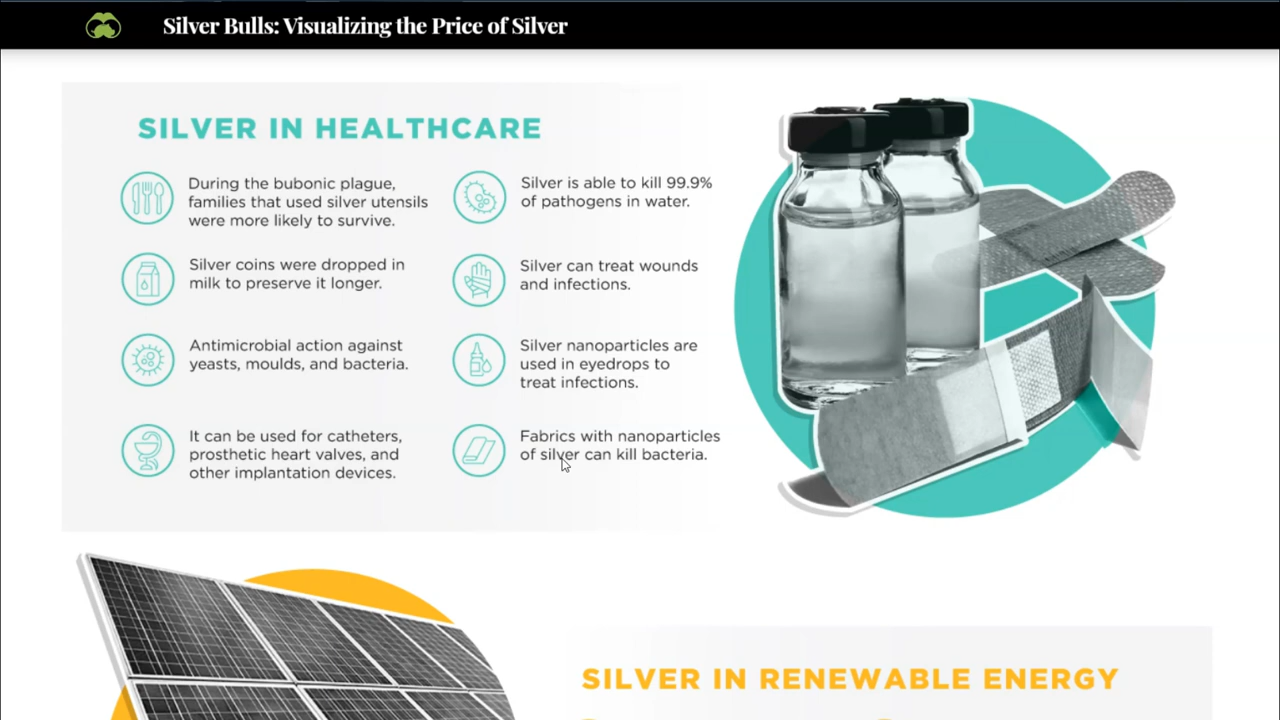 Silver Bulls: Visualizing the Price of Silver
SILVER IN HEALTHCARE
During the bubonic plague,
families that used silver utensils
were more likely to survive.
Silver is able to kill 99.9%
of pathogens in water.
Silver coins were dropped in
milk to preserve it longer.
Silver can treat wounds
and infections.
Antimicrobial action against
yeasts, moulds, and bacteria.
Silver nanoparticles are
used in eyedrops to
treat infections.
It can be used for catheters,
prosthetic heart valves, and
other implantation devices.
Fabrics with nanoparticles
of silver can kill bacteria.
SILVER IN RENEWABLE ENERGY